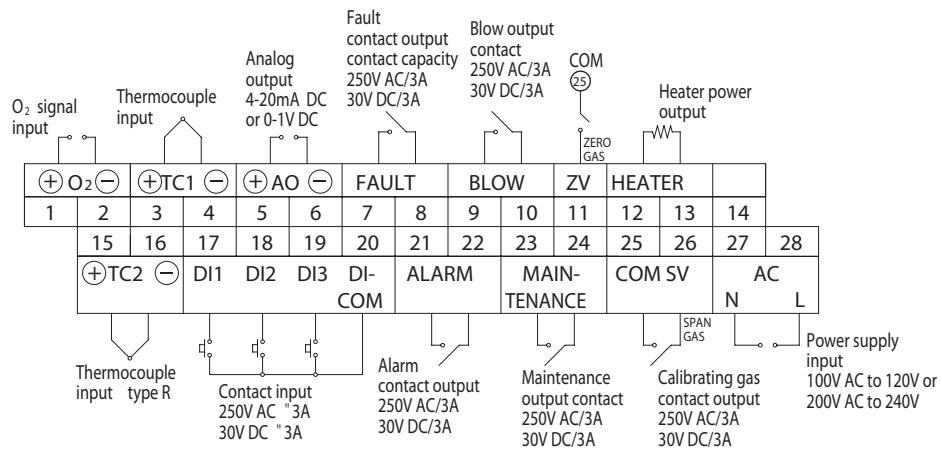 Fault
contact output
contact capacity
250V AC/3A
30V DC/3A
Blow output
contact
250V AC/3A
30V DC/3A
COM
25
Analog
output
4-20mA DC
or 0-1V DC
Heater power
output
O₂ signal
input
Thermocouple
input
ZERO
GAS
+ O₂ − + TC1 − + AO − FAULT BLOW ZV HEATER
1 2 3 4 5 6 7 8 9 10 11 12 13 14
15 16 17 18 19 20 21 22 23 24 25 26 27 28
+ TC2 − DI1 DI2 DI3 DI-
COM
ALARM
MAIN-
TENANCE
COM SV
AC
N L
SPAN
GAS
Thermocouple
input type R
Contact input
250V AC "3A
30V DC "3A
Alarm
contact output
250V AC/3A
30V DC/3A
Maintenance
output contact
250V AC/3A
30V DC/3A
Calibrating gas
contact output
250V AC/3A
30V DC/3A
Power supply
input
100V AC to 120V or
200V AC to 240V